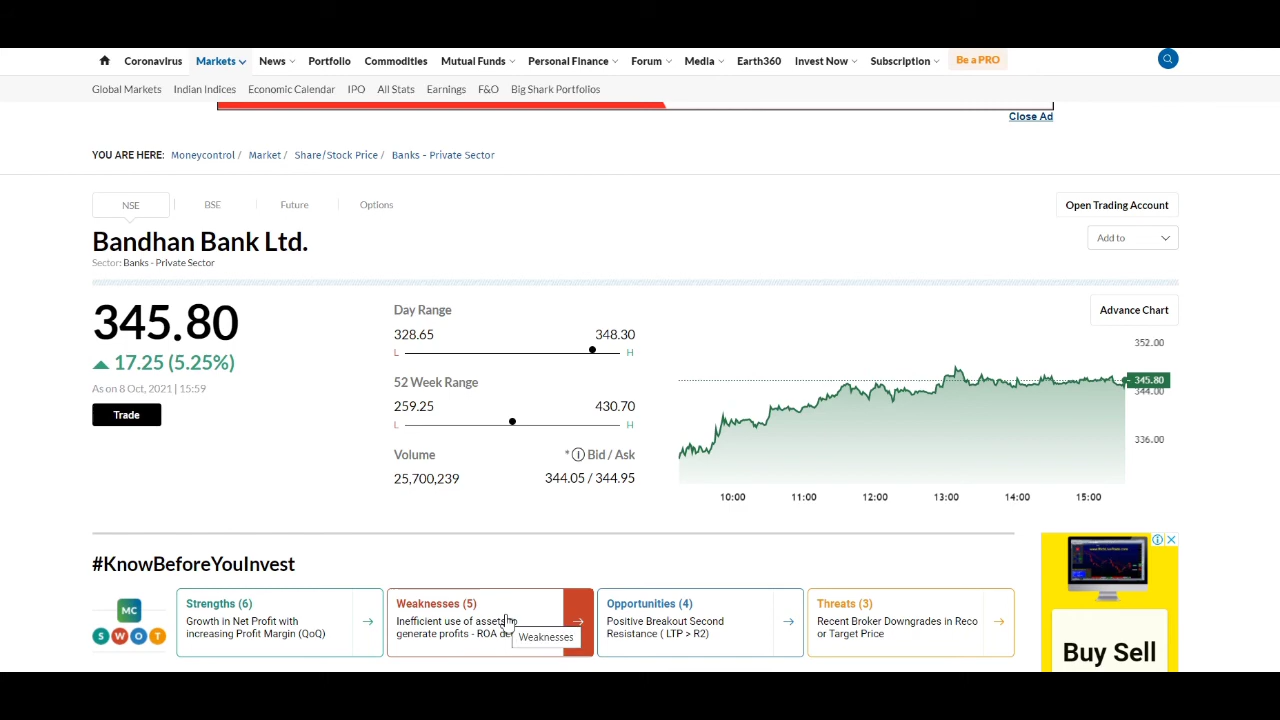 Coronavirus Markets News Portfolio Commodities Mutual Funds Personal Finance Forum Media Earth360 Invest Now Subscription Be a PRO
Global Markets Indian Indices Economic Calendar IPO All Stats Earnings F&O Big Shark Portfolios
Close Ad
YOU ARE HERE: Moneycontrol / Market / Share/Stock Price / Banks - Private Sector
NSE BSE Future Options
Open Trading Account
Bandhan Bank Ltd.
Add to
Sector: Banks - Private Sector
345.80
17.25 (5.25%)
As on 8 Oct, 2021 | 15:59
Trade
Day Range
328.65 348.30
L H
52 Week Range
259.25 430.70
L H
Volume * i Bid / Ask
25,700,239 344.05 / 344.95
Advance Chart
352.00
345.80
344.00
336.00
10:00 11:00 12:00 13:00 14:00 15:00
#KnowBeforeYouInvest
MC
S W O T
Strengths (6)
Growth in Net Profit with
increasing Profit Margin (QoQ)
Weaknesses (5)
Inefficient use of assets to
generate profits - ROA
Weaknesses
Opportunities (4)
Positive Breakout Second
Resistance ( LTP > R2)
Threats (3)
Recent Broker Downgrades in Reco
or Target Price
Buy Sell